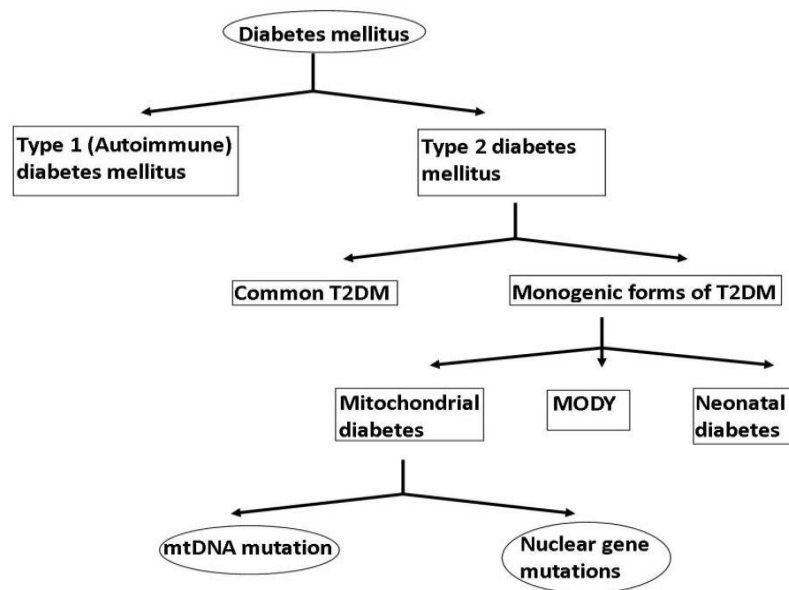 Diabetes mellitus
Type 1 (Autoimmune)
diabetes mellitus
Type 2 diabetes
mellitus
Common T2DM
Monogenic forms of T2DM
Mitochondrial
diabetes
MODY
Neonatal
diabetes
mtDNA mutation
Nuclear gene
mutations